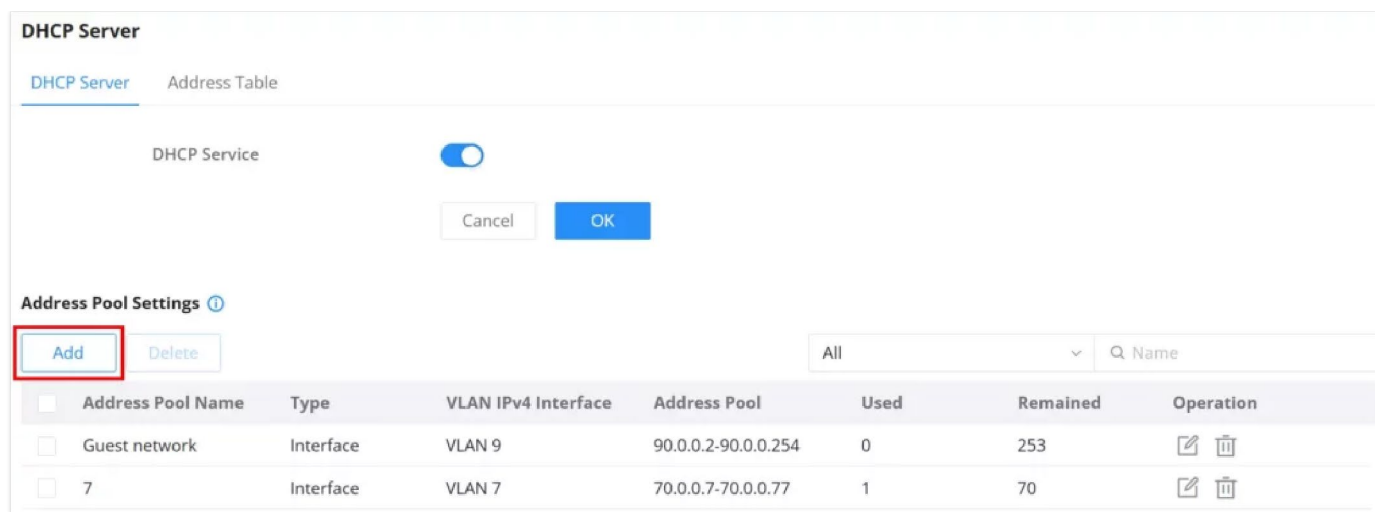 DHCP Server
DHCP Server Address Table
DHCP Service
Cancel OK
Address Pool Settings
Add Delete All Name
Address Pool Name Type VLAN IPv4 Interface Address Pool Used Remained Operation
Guest network Interface VLAN 9 90.0.0.2-90.0.0.254 0 253
7 Interface VLAN 7 70.0.0.7-70.0.0.77 1 70